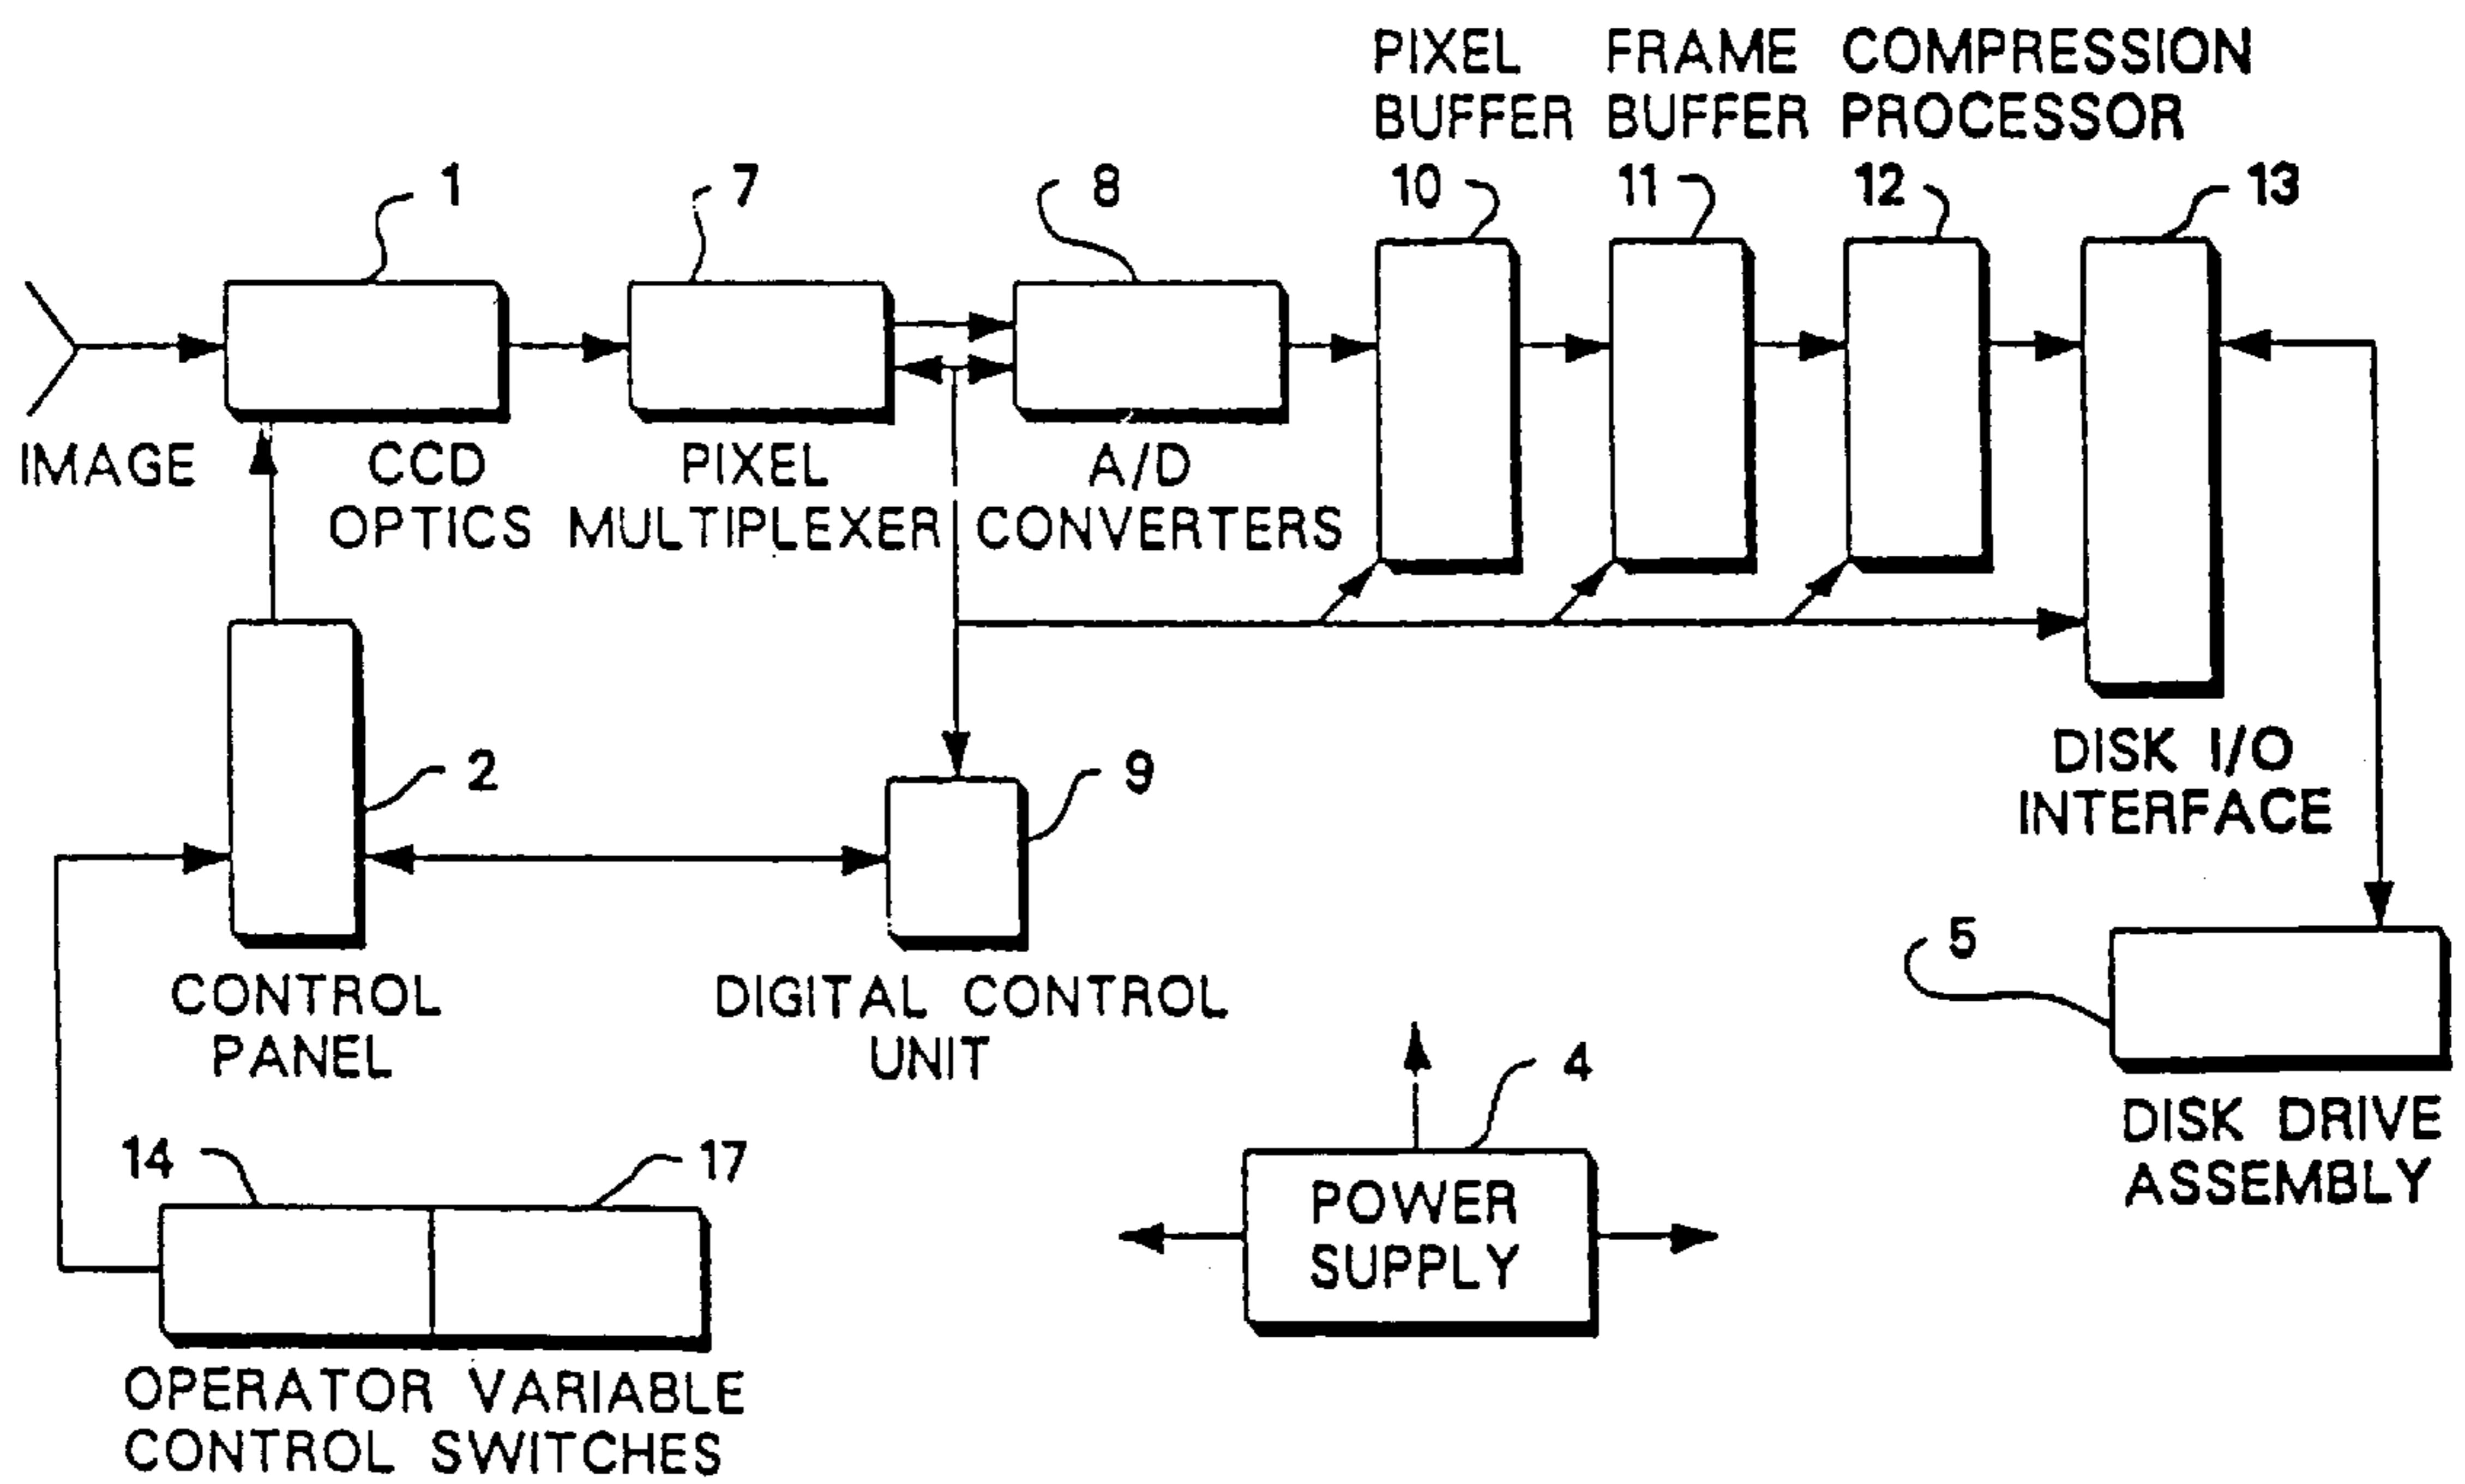 PIXEL FRAME COMPRESSION
BUFFER BUFFER PROCESSOR
1 7 8 10 11 12 13
IMAGE CCD PIXEL A/D
OPTICS MULTIPLEXER CONVERTERS
2 9
DISK I/O
INTERFACE
5
CONTROL DIGITAL CONTROL
PANEL UNIT
4
14 17
DISK DRIVE
ASSEMBLY
POWER
SUPPLY
OPERATOR VARIABLE
CONTROL SWITCHES